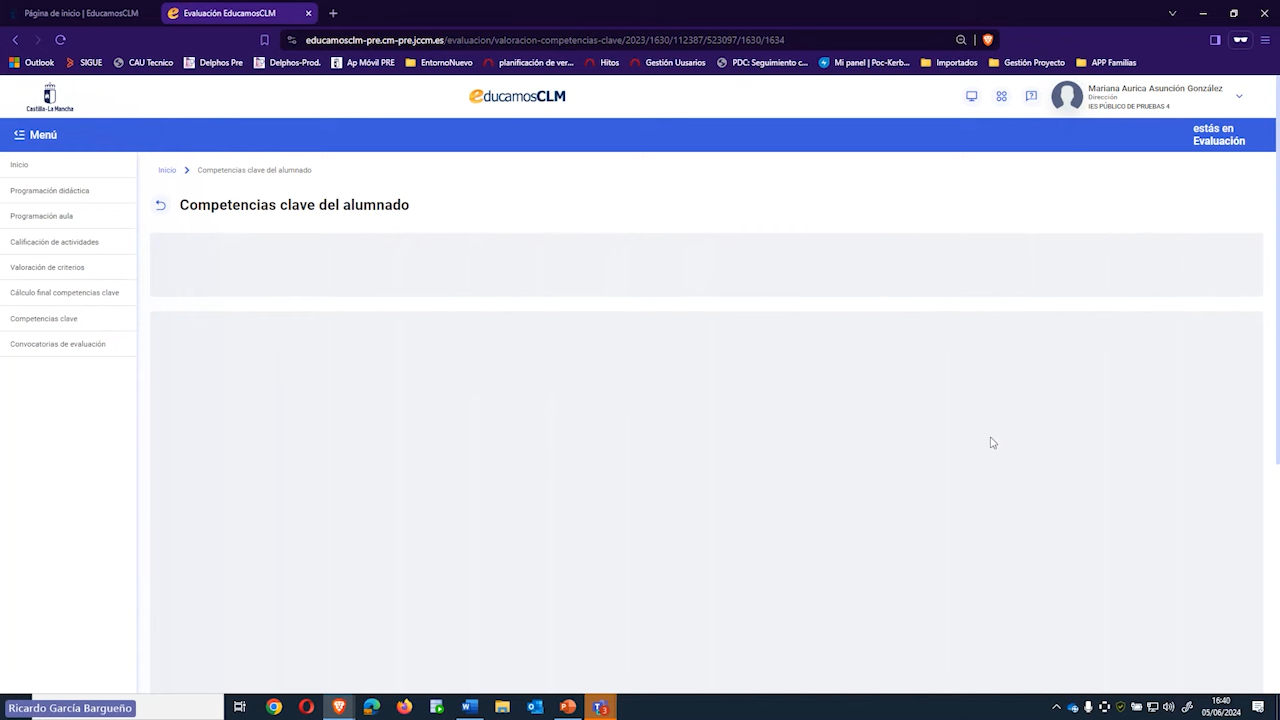 Página de inicio | EducamosCLM
Evaluación EducamosCLM
educamosclm-pre.cm-pre.jccm.es/evaluacion/valoracion-competencias-clave/2023/1630/112387/523097/1630/1634
Outlook SIGUE CAU Tecnico Delphos Pre Delphos-Prod. Ap Móvil PRE EntornoNuevo planificación de ver... Hitos Gestión Usuarios PDC: Seguimiento c... Mi panel | Poc-Kerb... Importados Gestión Proyecto APP Familias
Castilla-La Mancha
educamosCLM
Mariana Aurica Asunción González
Dirección
IES PÚBLICO DE PRUEBAS 4
Menú
estás en
Evaluación
Inicio
Programación didáctica
Programación aula
Calificación de actividades
Valoración de criterios
Cálculo final competencias clave
Competencias clave
Convocatorias de evaluación
Inicio Competencias clave del alumnado
Competencias clave del alumnado
Ricardo García Bargueño
16:40
05/06/2024